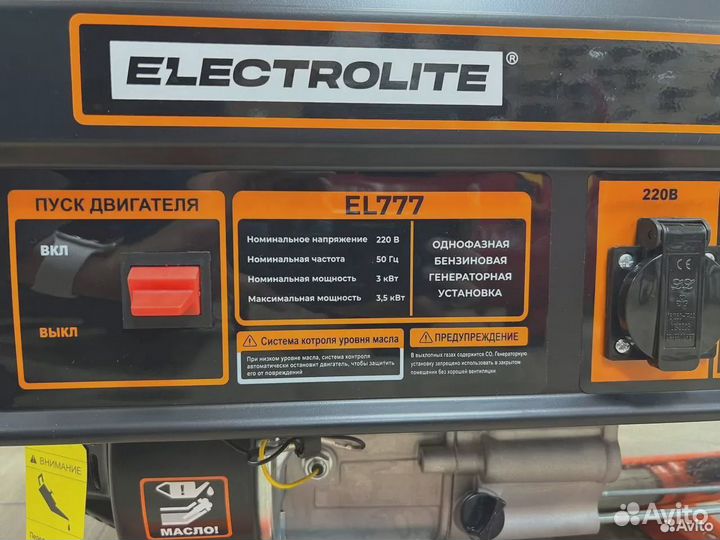 ELECTROLITE®
ПУСК ДВИГАТЕЛЯ
ВКЛ
ВЫКЛ
EL777
Номинальное напряжение 220 В
Номинальная частота 50 Гц
Номинальная мощность 3 кВт
Максимальная мощность 3,5 кВт
ОДНОФАЗНАЯ
БЕНЗИНОВАЯ
ГЕНЕРАТОРНАЯ
УСТАНОВКА
Система котроля уровня масла
При низком уровне масла, система контроля
автоматически остановит двигатель, чтобы защитить
его от повреждений
ПРЕДУПРЕЖДЕНИЕ
В выхлопных газах содержится CO. Генераторную
установку запрещено использовать в закрытом
помещении без хорошей вентиляции
220В
CE
ВНИМАНИЕ
МАСЛО!
Avito